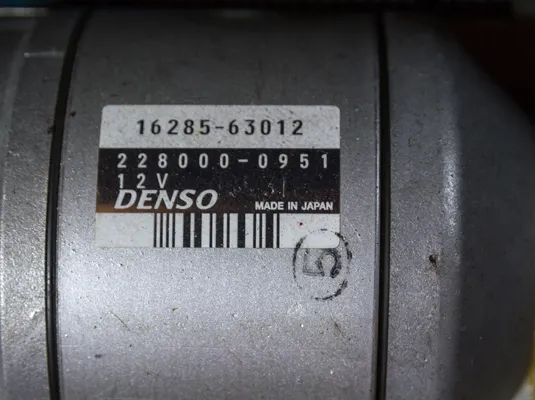 16285-63012
228000-0951
12V
DENSO MADE IN JAPAN
5